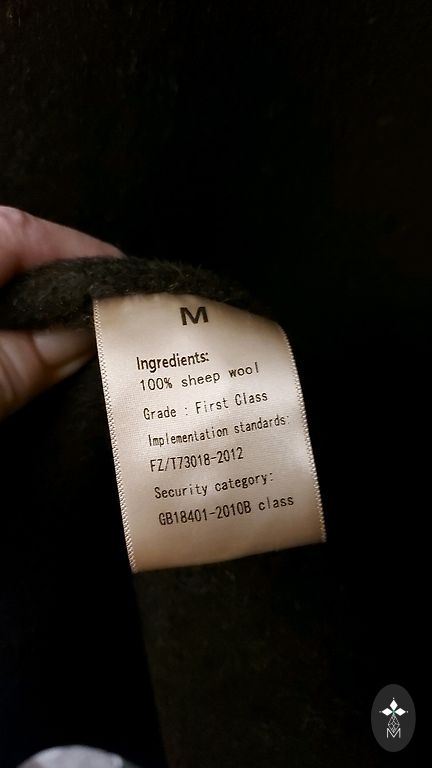 M
Ingredients:
100% sheep wool
Grade : First Class
Implementation standards:
FZ/T73018-2012
Security category:
GB18401-2010B class
M